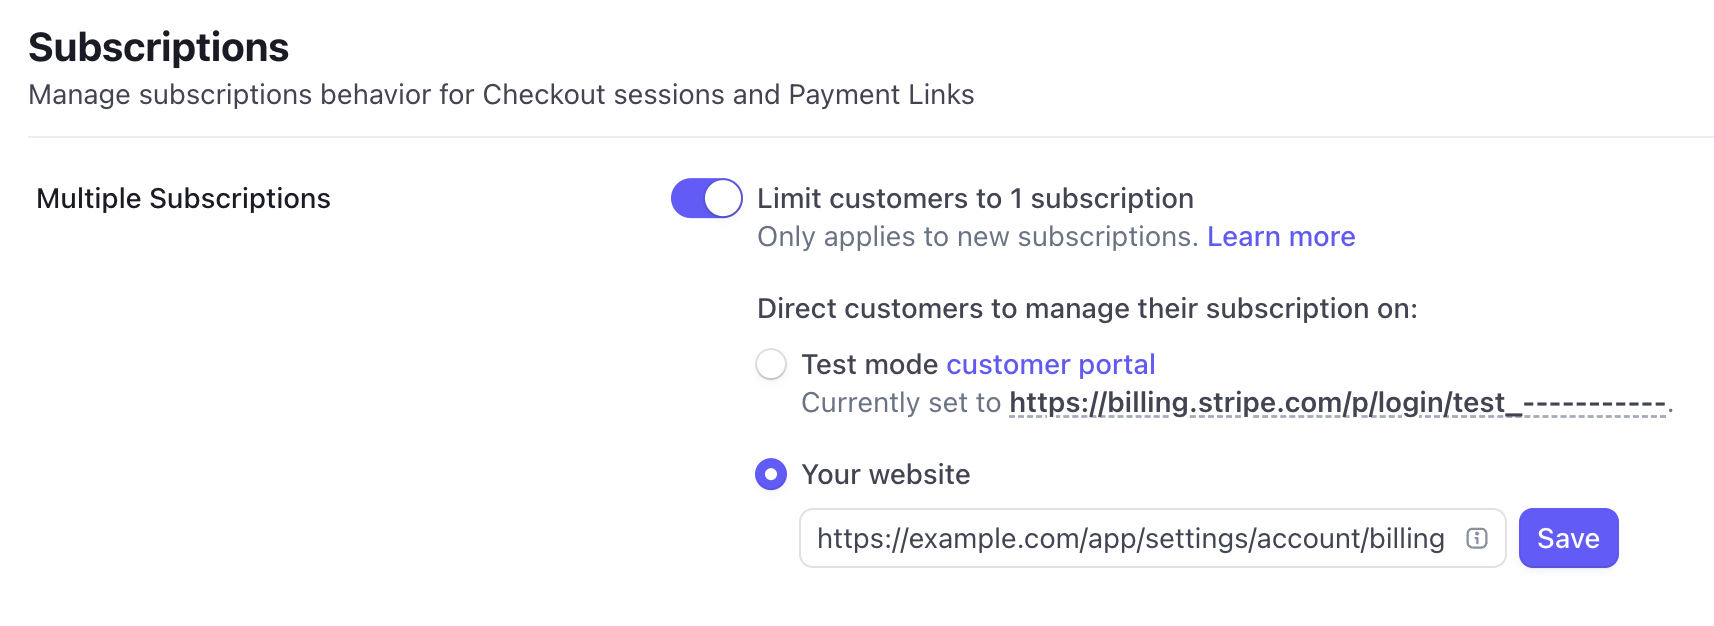 Subscriptions
Manage subscriptions behavior for Checkout sessions and Payment Links
Multiple Subscriptions
Limit customers to 1 subscription
Only applies to new subscriptions. Learn more
Direct customers to manage their subscription on:
Test mode customer portal
Currently set to https://billing.stripe.com/p/login/test_-----------.
Your website
https://example.com/app/settings/account/billing
Save